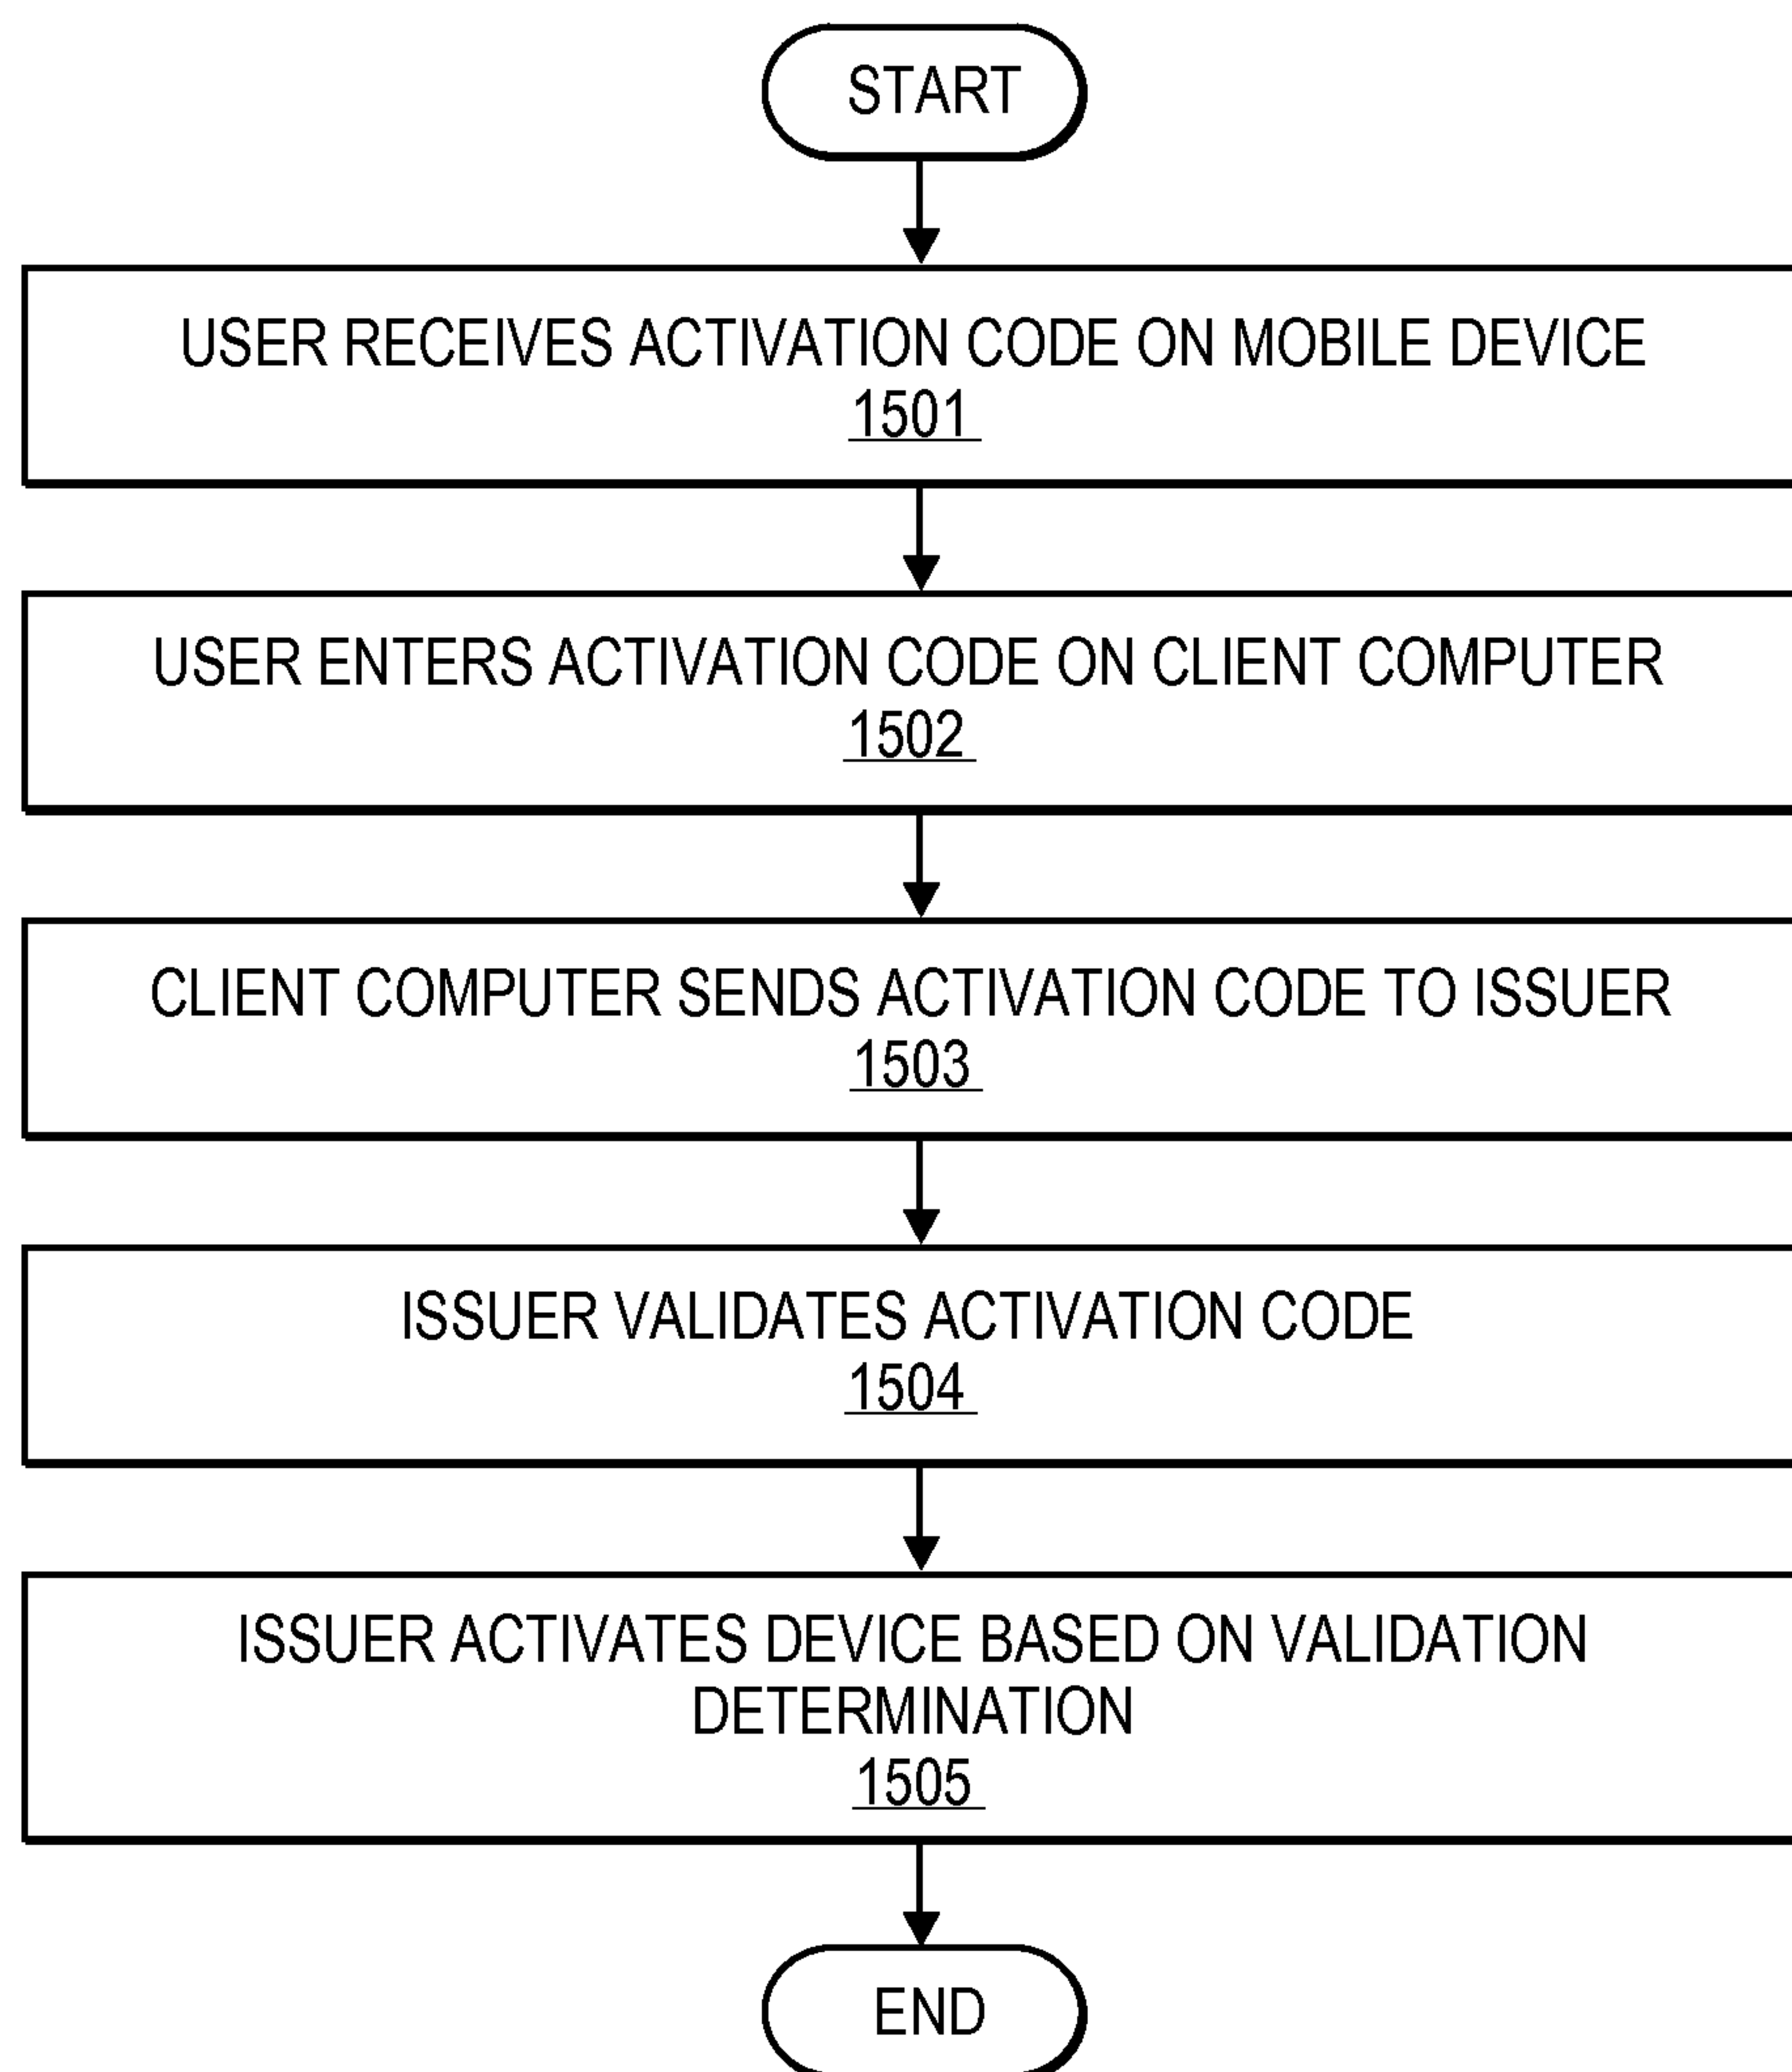 START
USER RECEIVES ACTIVATION CODE ON MOBILE DEVICE
1501
USER ENTERS ACTIVATION CODE ON CLIENT COMPUTER
1502
CLIENT COMPUTER SENDS ACTIVATION CODE TO ISSUER
1503
ISSUER VALIDATES ACTIVATION CODE
1504
ISSUER ACTIVATES DEVICE BASED ON VALIDATION
DETERMINATION
1505
END